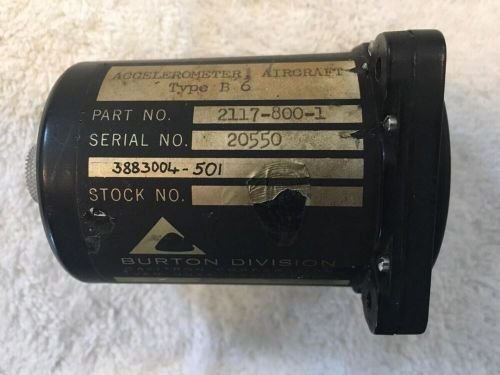 ACCELEROMETER, AIRCRAFT
Type B 6
PART NO. 2117-800-1
SERIAL NO. 20550
3883004-501
STOCK NO.
BURTON DIVISION